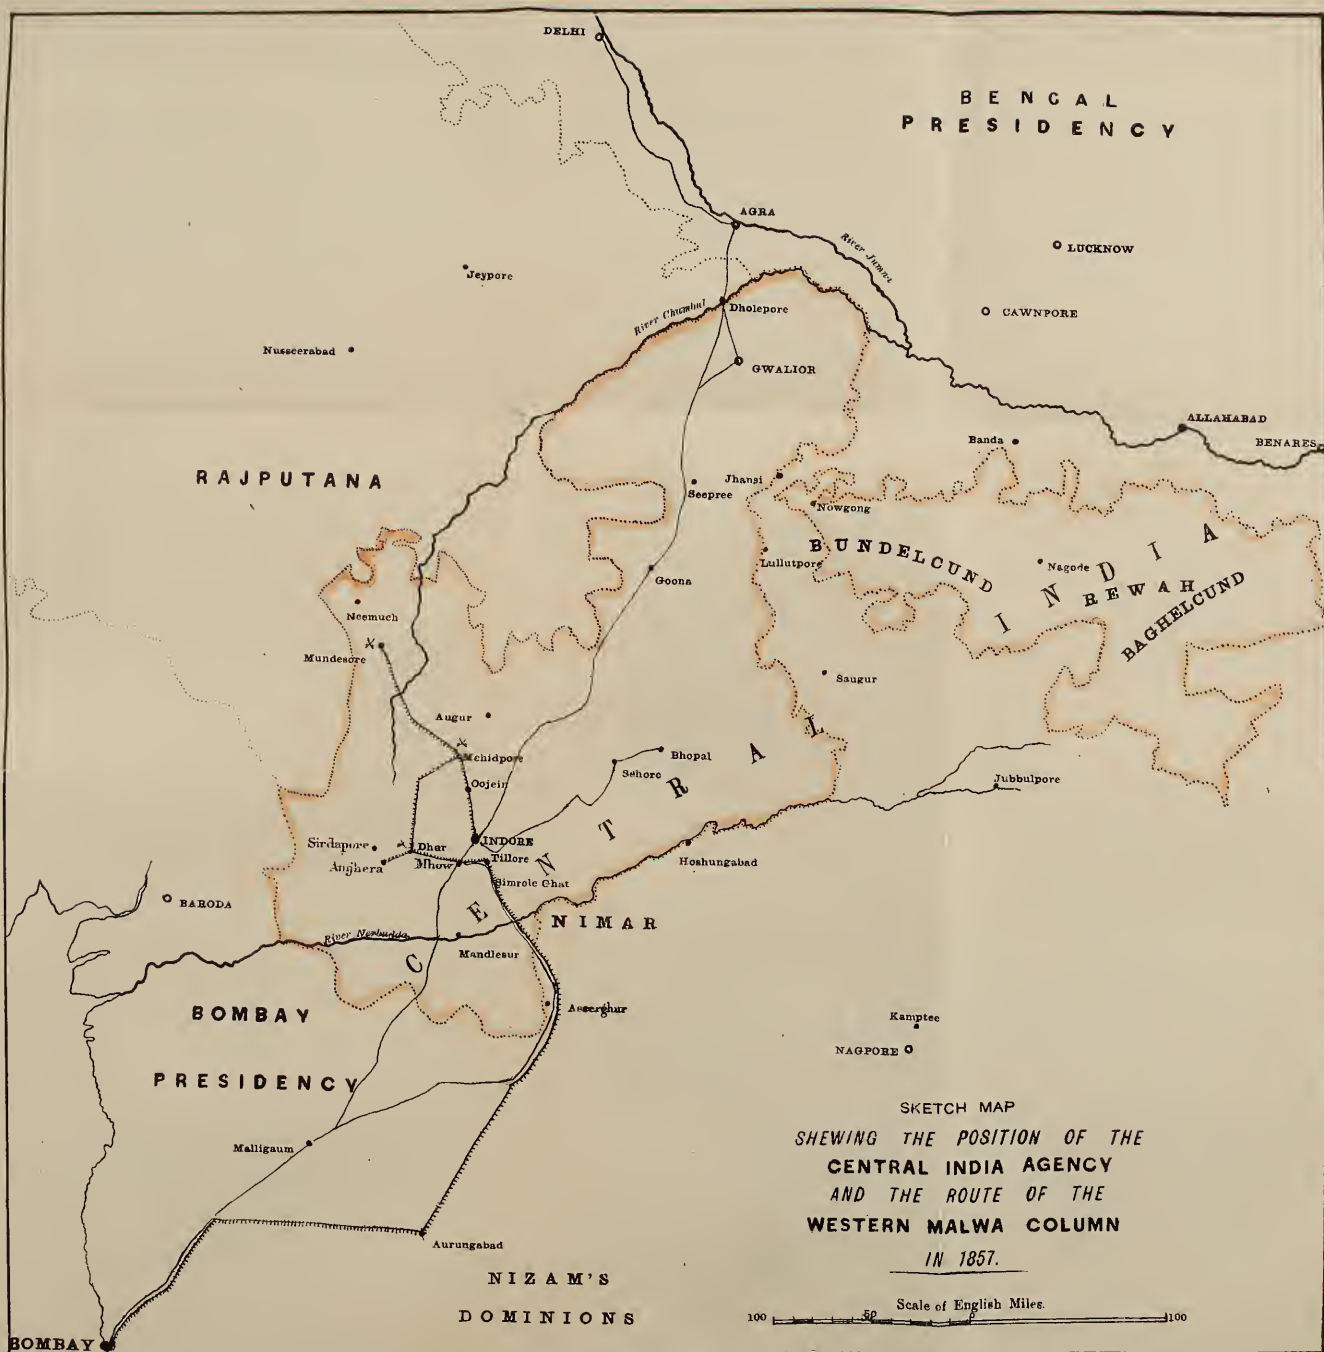 DELHI
BENGAL
PRESIDENCY
AGRA
River Jumna
LUCKNOW
Jeypore
River Chumbul
Dholepore
CAWNPORE
Nusseerabad
GWALIOR
ALLAHABAD
BENARES
Banda
RAJPUTANA
Jhansi
Seepree
Nowgong
BUNDELCUND
Lullutpore
Goona
Nagode
REWAH
BAGHELCUND
CENTRAL INDIA
Neemuch
Mundesore
Saugur
Augur
Mehidpore
Bhopal
Sehore
Oojein
Jubbulpore
INDORE
Sirdapore
Dhar
Tillore
Anghera
Mhow
Hoshungabad
Simrole Ghat
BARODA
NIMAR
River Nerbudda
Mandlesur
Asserghur
BOMBAY
PRESIDENCY
Kamptee
NAGPORE
SKETCH MAP
SHEWING THE POSITION OF THE
CENTRAL INDIA AGENCY
AND THE ROUTE OF THE
WESTERN MALWA COLUMN
IN 1857.
Malligaum
Aurungabad
NIZAM'S
DOMINIONS
Scale of English Miles.
100 50 0 100
BOMBAY